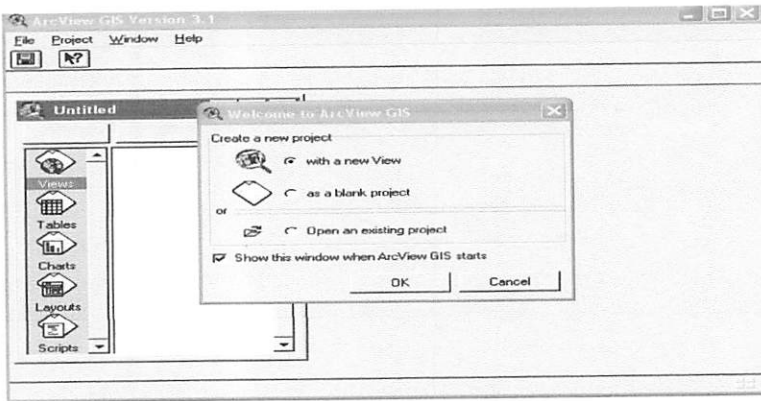 ArcView GIS Version 3.1
File Project Window Help
Untitled
Views
Tables
Charts
Layouts
Scripts
Welcome to ArcView GIS
Create a new project
with a new View
as a blank project
or
Open an existing project
Show this window when ArcView GIS starts
OK Cancel